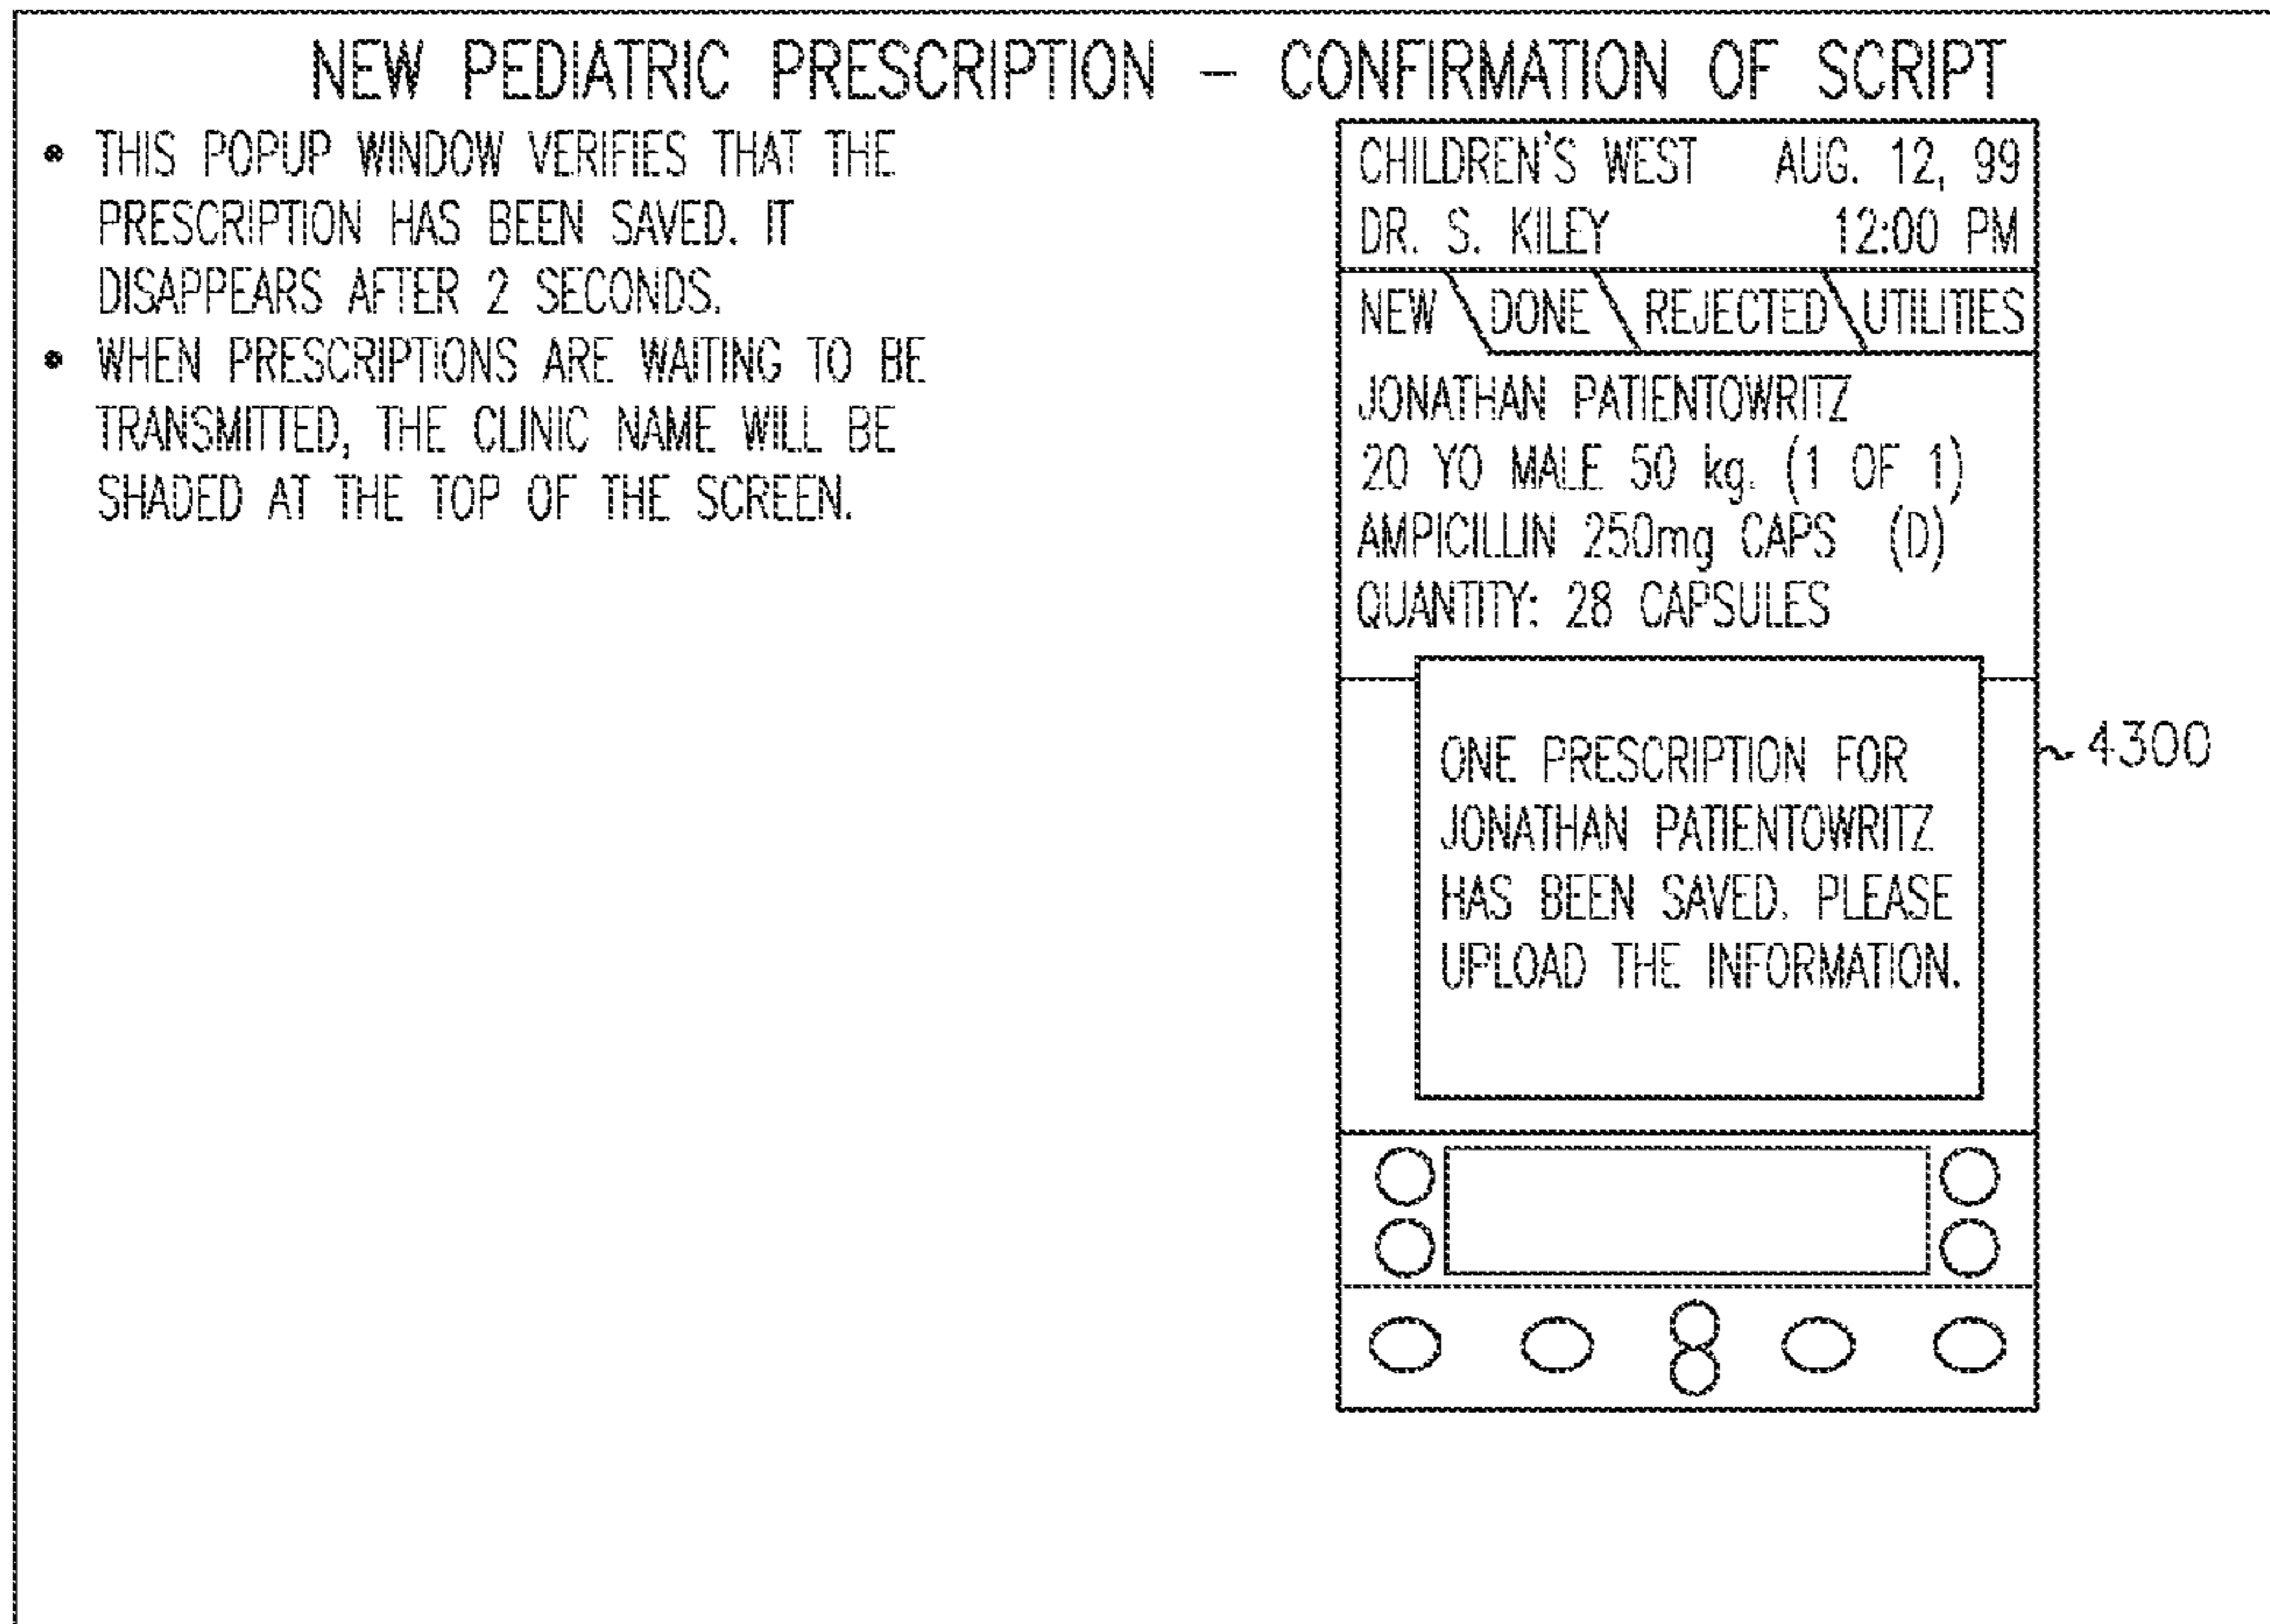 NEW PEDIATRIC PRESCRIPTION – CONFIRMATION OF SCRIPT
• THIS POPUP WINDOW VERIFIES THAT THE
PRESCRIPTION HAS BEEN SAVED. IT
DISAPPEARS AFTER 2 SECONDS.
• WHEN PRESCRIPTIONS ARE WAITING TO BE
TRANSMITTED, THE CLINIC NAME WILL BE
SHADED AT THE TOP OF THE SCREEN.
CHILDREN'S WEST AUG. 12, 99
DR. S. KILEY 12:00 PM
NEW DONE REJECTED UTILITIES
JONATHAN PATIENTOWRITZ
20 YO MALE 50 kg. (1 OF 1)
AMPICILLIN 250mg CAPS (D)
QUANTITY: 28 CAPSULES
ONE PRESCRIPTION FOR
JONATHAN PATIENTOWRITZ
HAS BEEN SAVED. PLEASE
UPLOAD THE INFORMATION.
4300